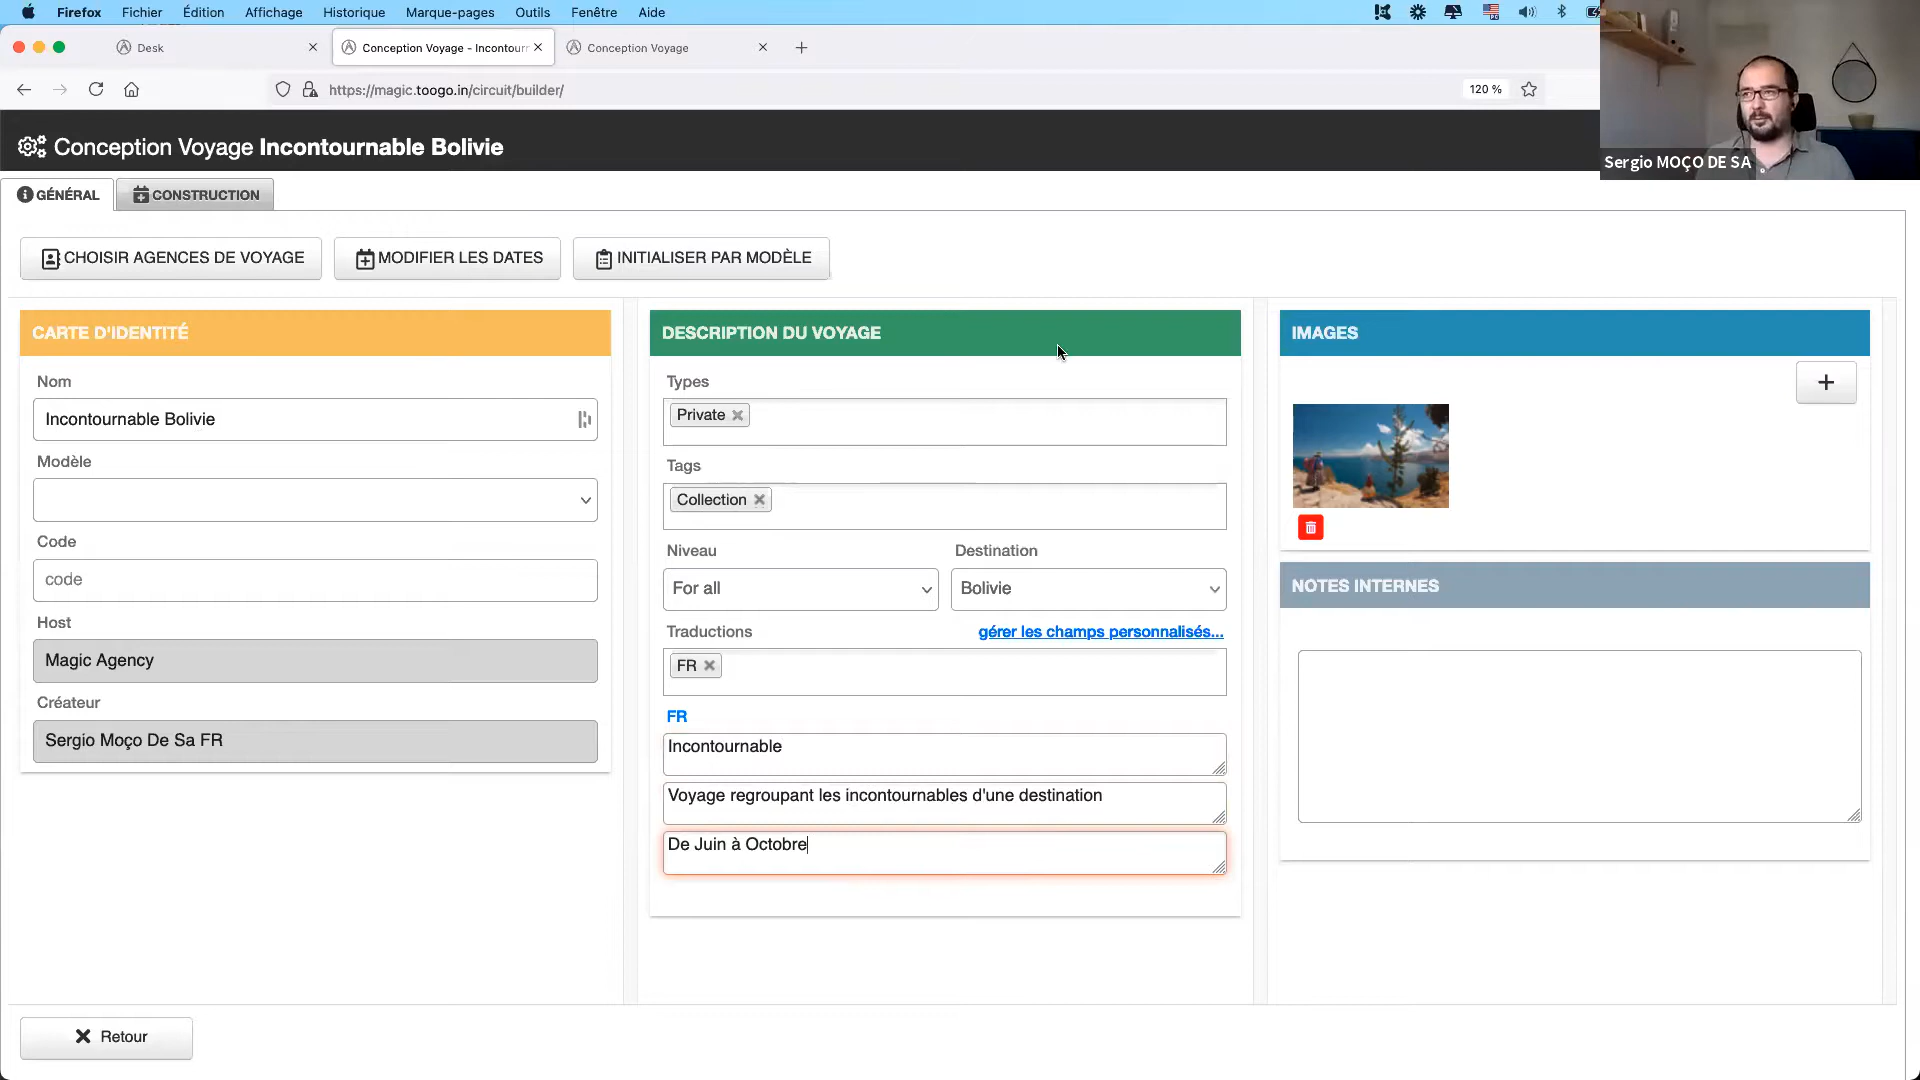 Firefox Fichier Édition Affichage Historique Marque-pages Outils Fenêtre Aide
Desk
Conception Voyage - Incontourn
Conception Voyage
https://magic.toogo.in/circuit/builder/
120 %
Sergio MOÇO DE SA
Conception Voyage Incontournable Bolivie
GÉNÉRAL
CONSTRUCTION
CHOISIR AGENCES DE VOYAGE
MODIFIER LES DATES
INITIALISER PAR MODÈLE
CARTE D'IDENTITÉ
Nom
Incontournable Bolivie
Modèle
Code
code
Host
Magic Agency
Créateur
Sergio Moço De Sa FR
DESCRIPTION DU VOYAGE
Types
Private
Tags
Collection
Niveau
Destination
For all
Bolivie
Traductions
gérer les champs personnalisés...
FR
FR
Incontournable
Voyage regroupant les incontournables d'une destination
De Juin à Octobre
IMAGES
NOTES INTERNES
Retour